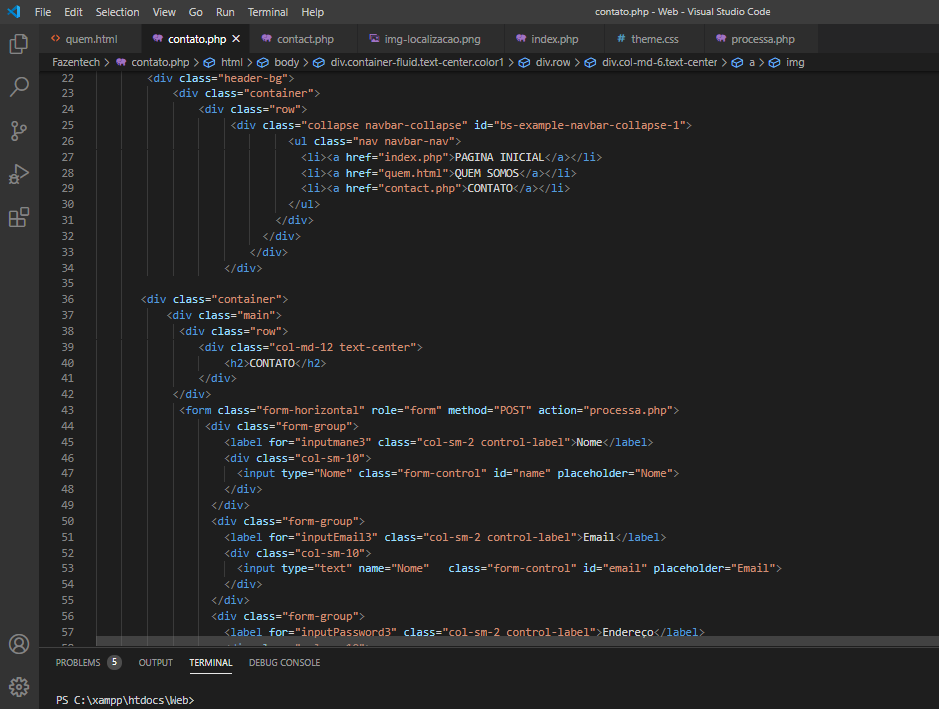 File Edit Selection View Go Run Terminal Help contato.php - Web - Visual Studio Code
<> quem.html contato.php × contact.php img-localizacao.png index.php # theme.css processa.php
Fazentech > contato.php > html > body > div.container-fluid.text-center.color1 > div.row > div.col-md-6.text-center > a > img
22 <div class="header-bg">
23 <div class="container">
24 <div class="row">
25 <div class="collapse navbar-collapse" id="bs-example-navbar-collapse-1">
26 <ul class="nav navbar-nav">
27 <li><a href="index.php">PAGINA INICIAL</a></li>
28 <li><a href="quem.html">QUEM SOMOS</a></li>
29 <li><a href="contact.php">CONTATO</a></li>
30 </ul>
31 </div>
32 </div>
33 </div>
34 </div>
35
36 <div class="container">
37 <div class="main">
38 <div class="row">
39 <div class="col-md-12 text-center">
40 <h2>CONTATO</h2>
41 </div>
42 </div>
43 <form class="form-horizontal" role="form" method="POST" action="processa.php">
44 <div class="form-group">
45 <label for="inputmane3" class="col-sm-2 control-label">Nome</label>
46 <div class="col-sm-10">
47 <input type="Nome" class="form-control" id="name" placeholder="Nome">
48 </div>
49 </div>
50 <div class="form-group">
51 <label for="inputEmail3" class="col-sm-2 control-label">Email</label>
52 <div class="col-sm-10">
53 <input type="text" name="Nome" class="form-control" id="email" placeholder="Email">
54 </div>
55 </div>
56 <div class="form-group">
57 <label for="inputPassword3" class="col-sm-2 control-label">Endereço</label>
PROBLEMS 5 OUTPUT TERMINAL DEBUG CONSOLE
PS C:\xampp\htdocs\Web>